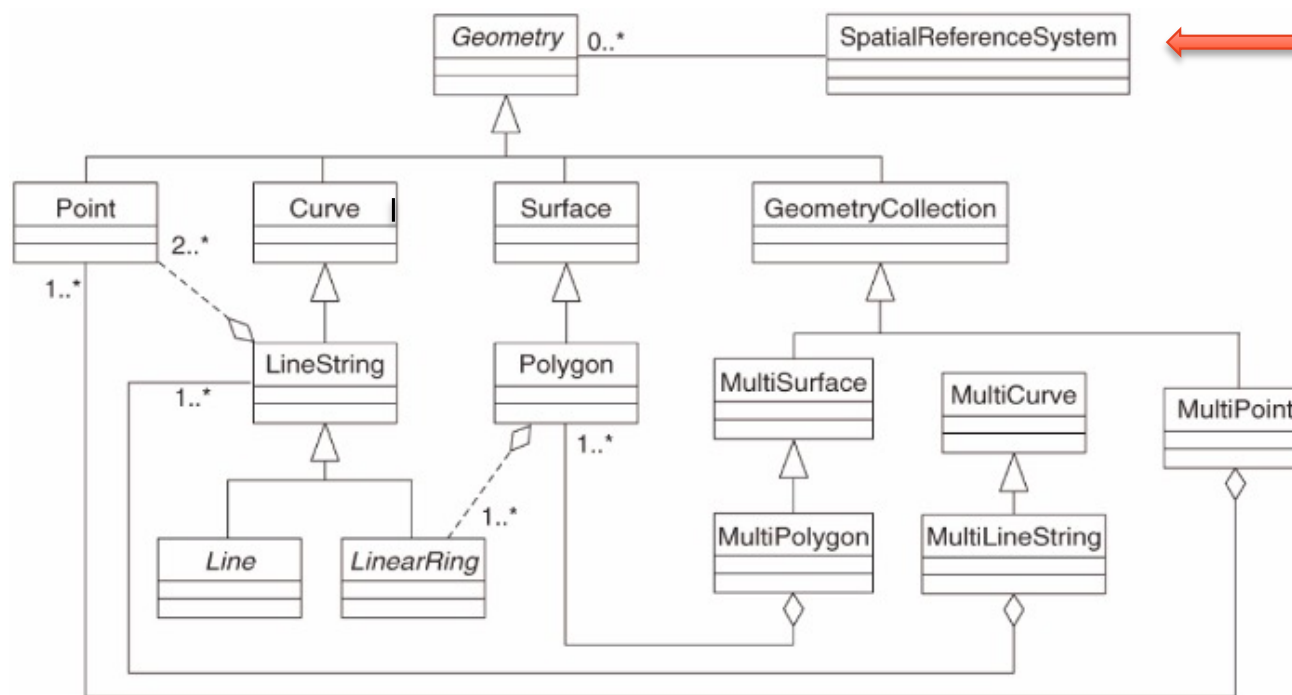 Geometry
0..*
SpatialReferenceSystem
Point
Curve
Surface
GeometryCollection
2..*
1..*
LineString
Polygon
MultiSurface
MultiCurve
MultiPoint
1..*
1..*
1..*
Line
LinearRing
MultiPolygon
MultiLineString